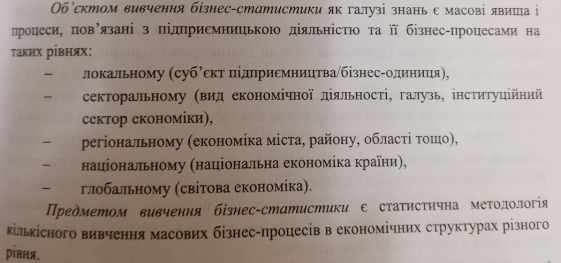 Об’єктом вивчення бізнес-статистики як галузі знань є масові явища і
процеси, пов’язані з підприємницькою діяльністю та її бізнес-процесами на
таких рівнях:
– локальному (суб’єкт підприємництва/бізнес-одиниця),
– секторальному (вид економічної діяльності, галузь, інституційний
сектор економіки),
– регіональному (економіка міста, району, області тощо),
– національному (національна економіка країни),
– глобальному (світова економіка).
Предметом вивчення бізнес-статистики є статистична методологія
кількісного вивчення масових бізнес-процесів в економічних структурах різного
рівня.